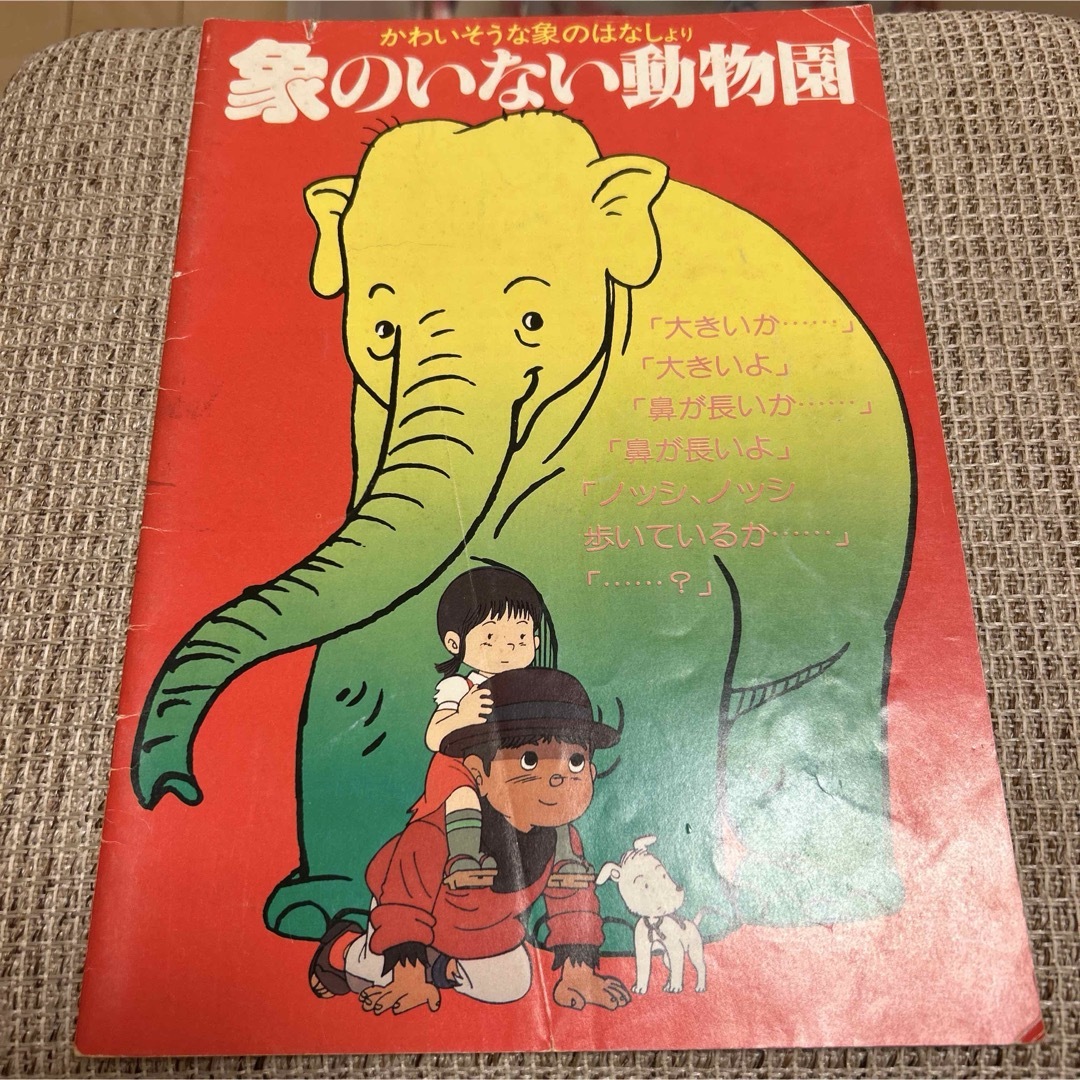 かわいそうな象のはなしより
象のいない動物園
「大きいか……」
「大きいよ」
「鼻が長いか……」
「鼻が長いよ」
「ノッシ、ノッシ
歩いているか……」
「……?」